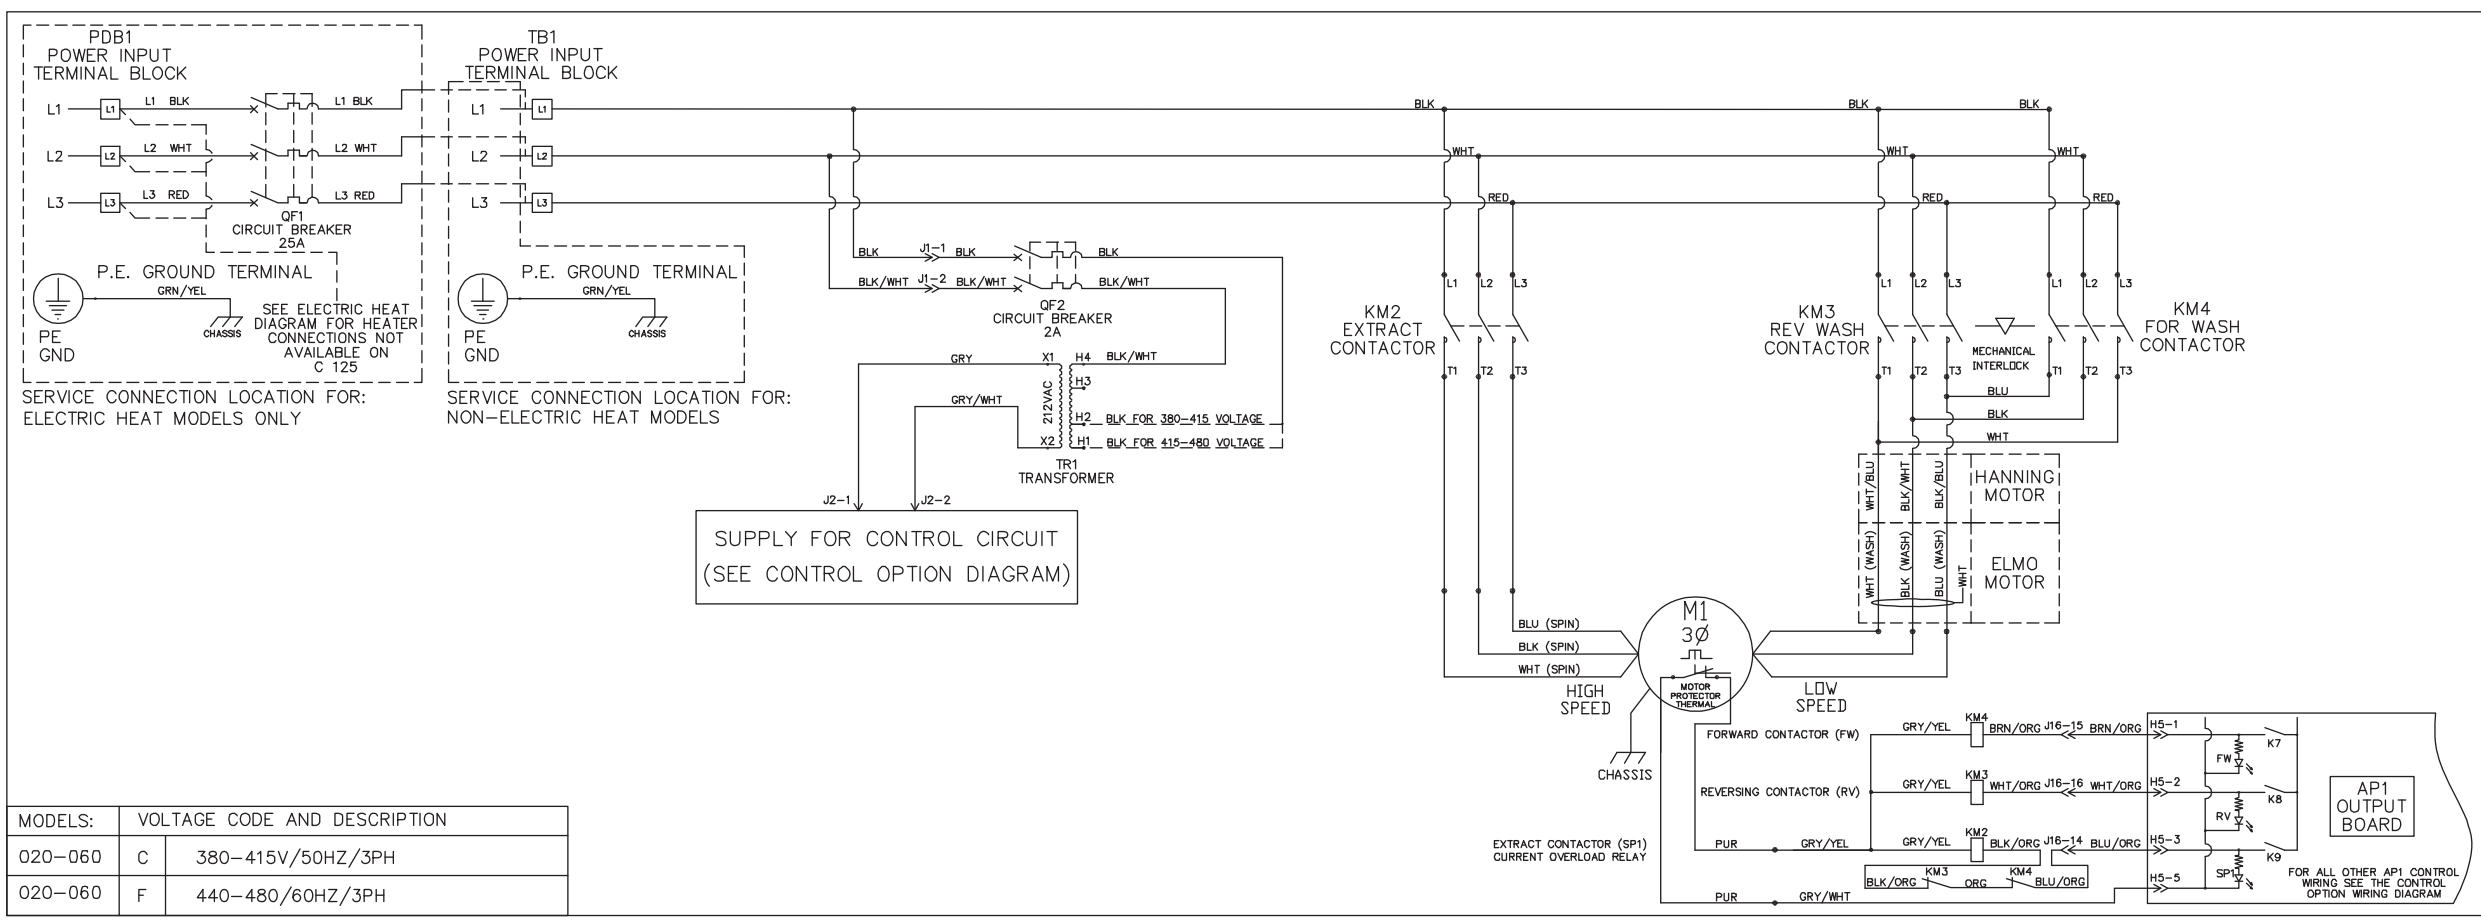 PDB1
POWER INPUT
TERMINAL BLOCK
L1
L1
L1 BLK
L1 BLK
L2
L2
L2 WHT
L2 WHT
L3
L3
L3 RED
L3 RED
QF1
CIRCUIT BREAKER
25A
P.E. GROUND TERMINAL
GRN/YEL
CHASSIS
PE
GND
SEE ELECTRIC HEAT
DIAGRAM FOR HEATER
CONNECTIONS NOT
AVAILABLE ON
C 125
SERVICE CONNECTION LOCATION FOR:
ELECTRIC HEAT MODELS ONLY
TB1
POWER INPUT
TERMINAL BLOCK
L1
L1
L2
L2
L3
L3
P.E. GROUND TERMINAL
GRN/YEL
CHASSIS
PE
GND
SERVICE CONNECTION LOCATION FOR:
NON-ELECTRIC HEAT MODELS
BLK
J1-1
BLK
BLK
BLK/WHT
J1-2
BLK/WHT
BLK/WHT
QF2
CIRCUIT BREAKER
2A
GRY
X1
H4
BLK/WHT
H3
212VAC
GRY/WHT
H2
BLK FOR 380-415 VOLTAGE
X2
H1
BLK FOR 415-480 VOLTAGE
TR1
TRANSFORMER
J2-1
J2-2
SUPPLY FOR CONTROL CIRCUIT
(SEE CONTROL OPTION DIAGRAM)
BLK
BLK
BLK
WHT
WHT
WHT
RED
RED
RED
L1
L2
L3
KM2
EXTRACT
CONTACTOR
T1
T2
T3
L1
L2
L3
KM3
REV WASH
CONTACTOR
T1
T2
T3
MECHANICAL
INTERLOCK
L1
L2
L3
KM4
FOR WASH
CONTACTOR
T1
T2
T3
BLU
BLK
WHT
WHT/BLU
BLK/WHT
BLK/BLU
HANNING
MOTOR
WHT (WASH)
BLK (WASH)
BLU (WASH)
WHT
ELMO
MOTOR
BLU (SPIN)
BLK (SPIN)
WHT (SPIN)
HIGH
SPEED
M1
3Ø
MOTOR
PROTECTOR
THERMAL
LOW
SPEED
CHASSIS
FORWARD CONTACTOR (FW)
GRY/YEL
KM4
BRN/ORG
J16-15
BRN/ORG
H5-1
K7
FW
REVERSING CONTACTOR (RV)
GRY/YEL
KM3
WHT/ORG
J16-16
WHT/ORG
H5-2
K8
RV
EXTRACT CONTACTOR (SP1)
CURRENT OVERLOAD RELAY
PUR
GRY/YEL
GRY/YEL
KM2
BLK/ORG
J16-14
BLU/ORG
H5-3
K9
BLK/ORG
KM3
ORG
KM4
BLU/ORG
H5-5
SP1
PUR
GRY/WHT
AP1
OUTPUT
BOARD
FOR ALL OTHER AP1 CONTROL
WIRING SEE THE CONTROL
OPTION WIRING DIAGRAM
MODELS: VOLTAGE CODE AND DESCRIPTION
020-060 C 380-415V/50HZ/3PH
020-060 F 440-480/60HZ/3PH